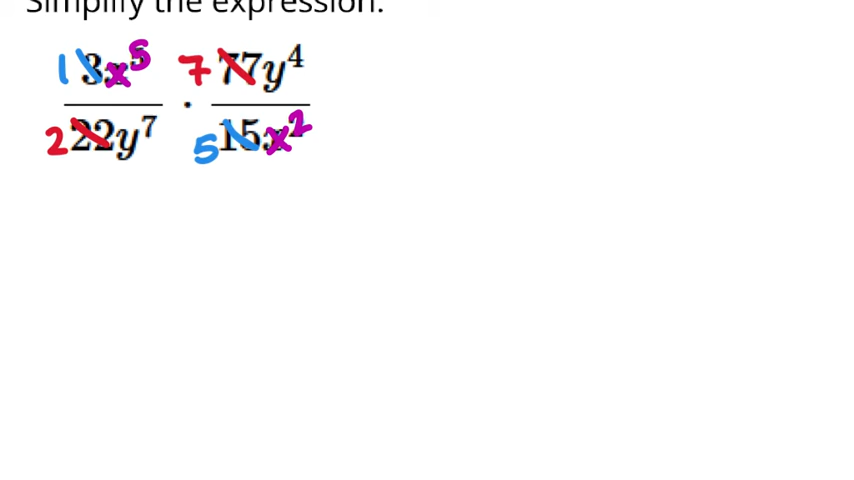 Simplify the expression.
1 3x^5 7 77y^4
———— · ————
2 22y^7 5 15x^2